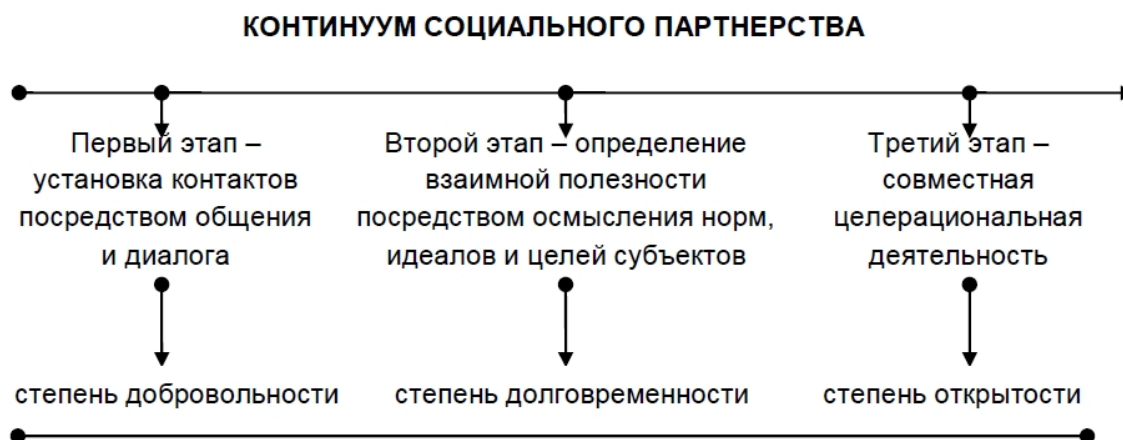 КОНТИНУУМ СОЦИАЛЬНОГО ПАРТНЕРСТВА
Первый этап –
установка контактов
посредством общения
и диалога
Второй этап – определение
взаимной полезности
посредством осмысления норм,
идеалов и целей субъектов
Третий этап –
совместная
целерациональная
деятельность
степень добровольности
степень долговременности
степень открытости